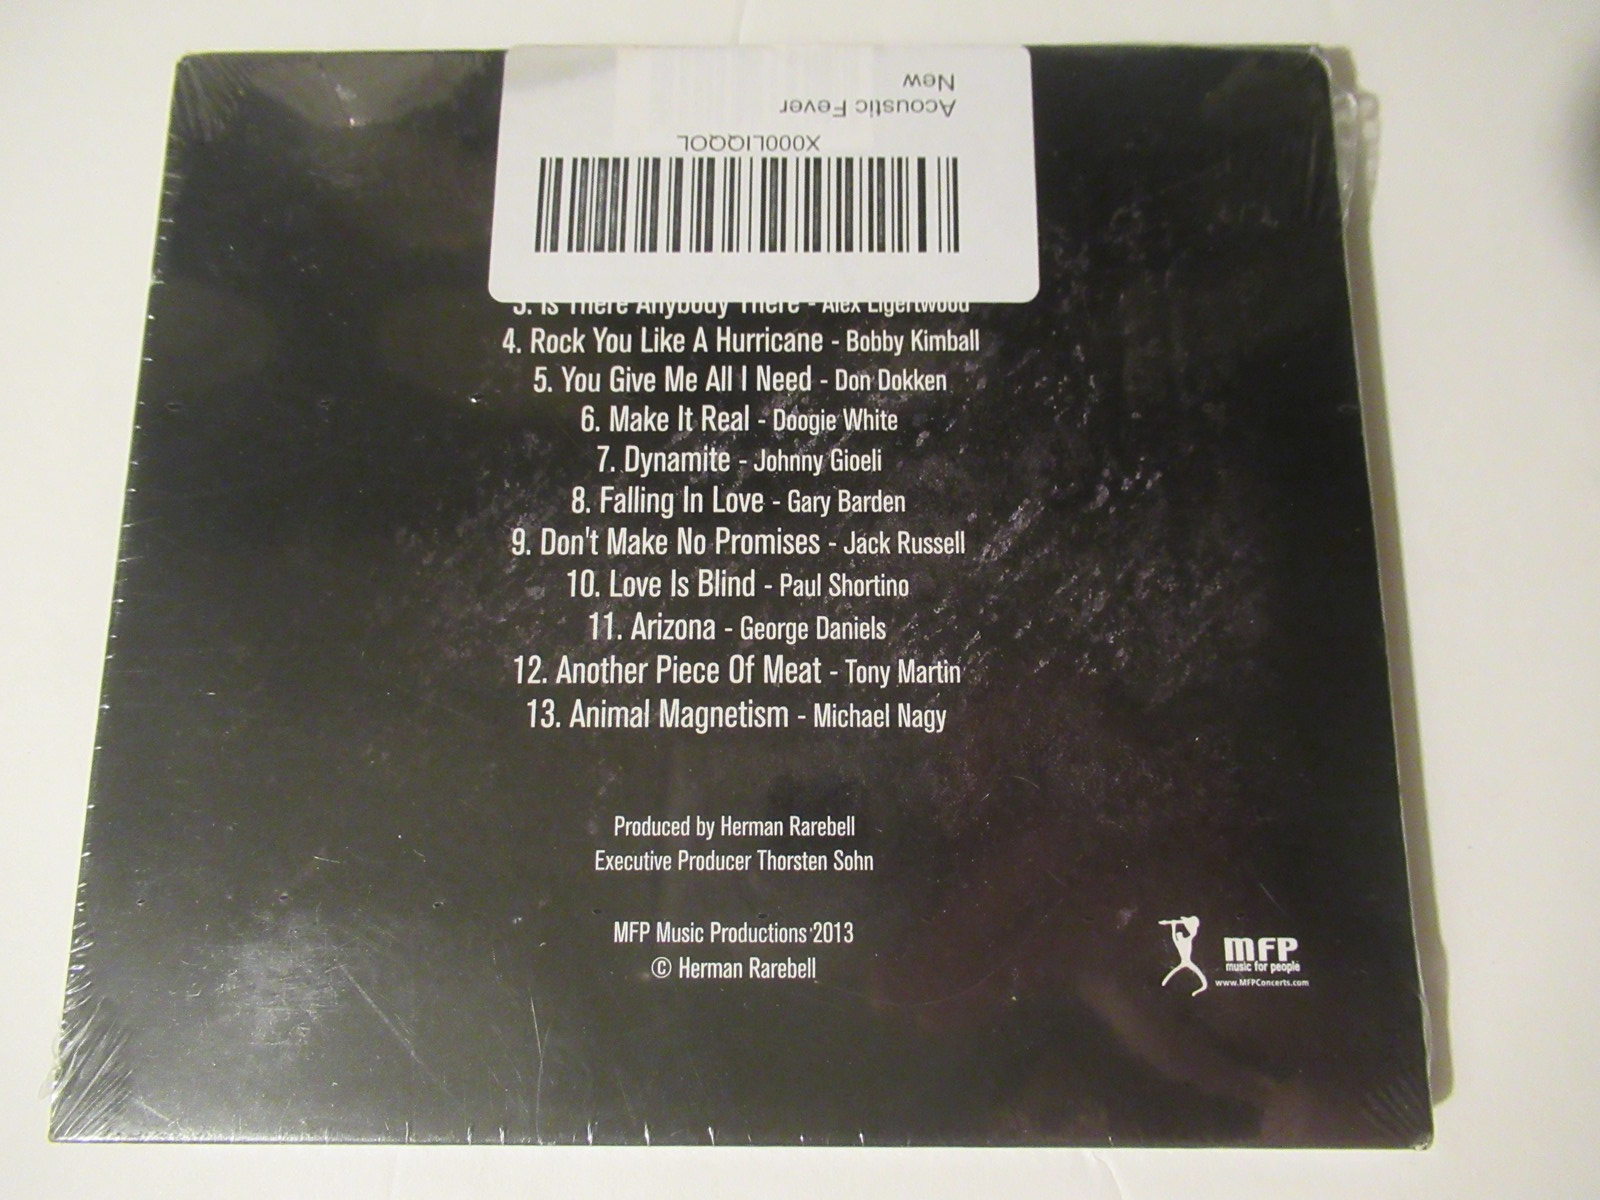 New
Acoustic Fever
X000LIQQOL
3. Is There Anybody There - Alex Ligertwood
4. Rock You Like A Hurricane - Bobby Kimball
5. You Give Me All I Need - Don Dokken
6. Make It Real - Doogie White
7. Dynamite - Johnny Gioeli
8. Falling In Love - Gary Barden
9. Don't Make No Promises - Jack Russell
10. Love Is Blind - Paul Shortino
11. Arizona - George Daniels
12. Another Piece Of Meat - Tony Martin
13. Animal Magnetism - Michael Nagy
Produced by Herman Rarebell
Executive Producer Thorsten Sohn
MFP Music Productions 2013
© Herman Rarebell
MFP
music for people
www.MFPConcerts.com